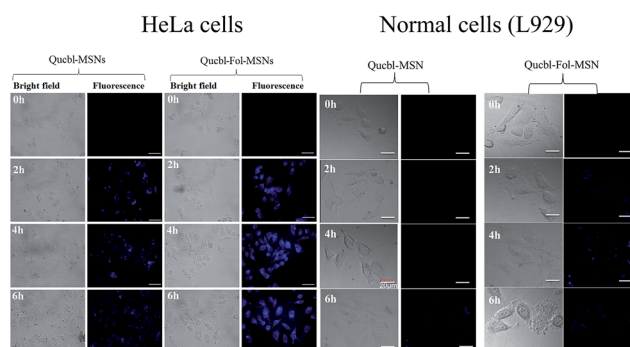 HeLa cells Normal cells (L929)
Qucbl-MSNs Qucbl-Fol-MSNs Qucbl-MSN Qucbl-Fol-MSN
Bright field Fluorescence Bright field Fluorescence
0h 0h 0h 0h
2h 2h 2h 2h
4h 4h 4h 4h
20μm
6h 6h 6h 6h